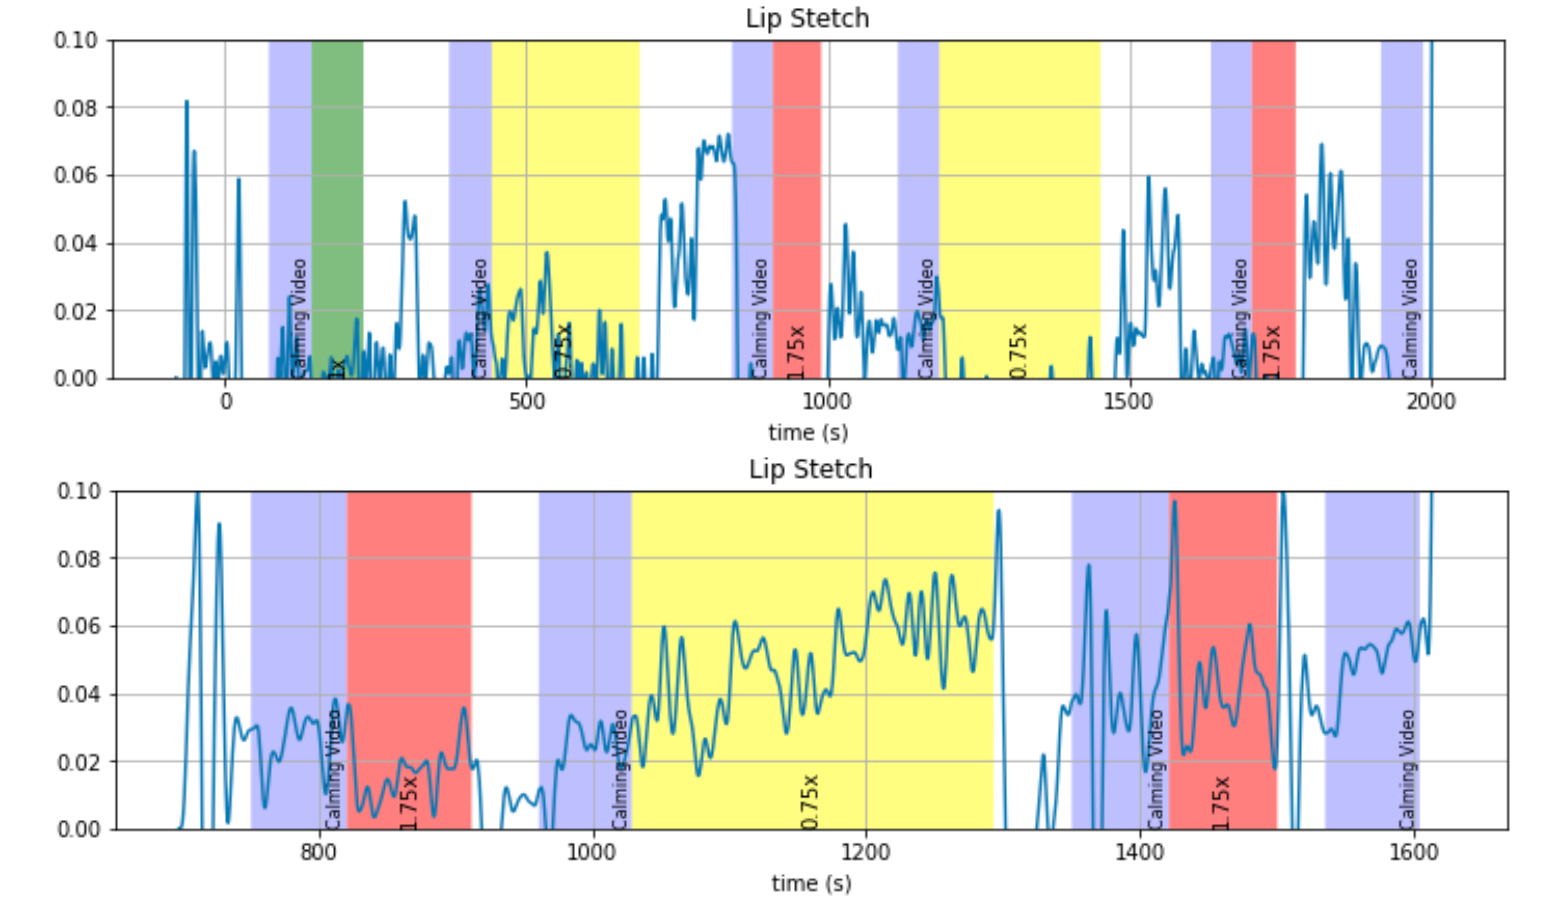 Lip Stetch
0.10
0.08
0.06
0.04
0.02
0.00
Calming Video
1x
Calming Video
0.75x
Calming Video
1.75x
Calming Video
0.75x
Calming Video
1.75x
Calming Video
0 500 1000 1500 2000
time (s)
Lip Stetch
0.10
0.08
0.06
0.04
0.02
0.00
Calming Video
1.75x
Calming Video
0.75x
Calming Video
1.75x
Calming Video
800 1000 1200 1400 1600
time (s)